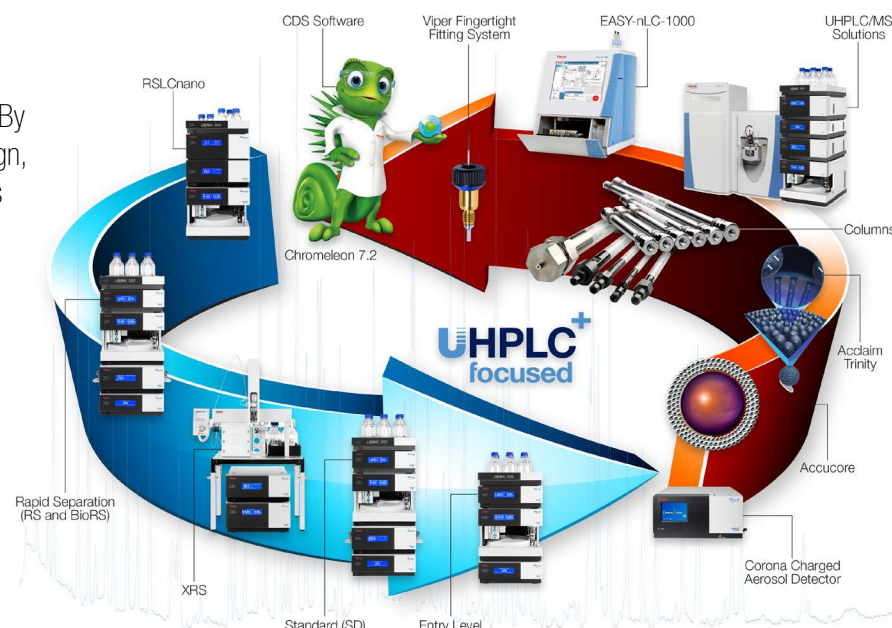 By
gn,
s
CDS Software
Viper Fingertight
Fitting System
EASY-nLC-1000
UHPLC/MS
Solutions
RSLCnano
Chromeleon 7.2
Columns
UHPLC+
focused
Acclaim
Trinity
Accucore
Rapid Separation
(RS and BioRS)
XRS
Standard (SD)
Entry Level
Corona Charged
Aerosol Detector